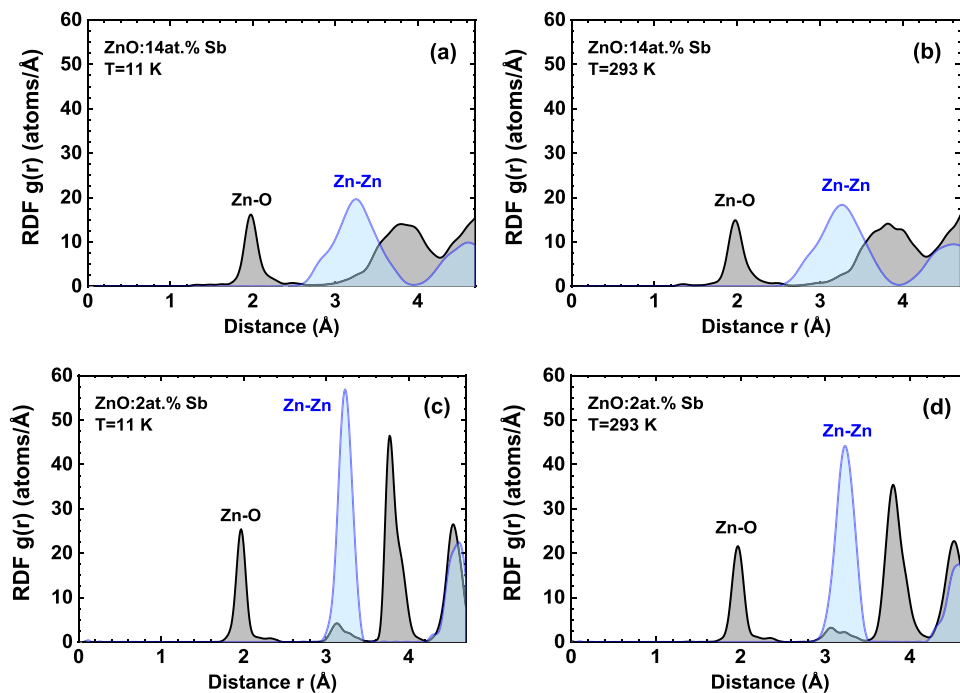 ZnO:14at.% Sb
T=11 K
(a)
RDF g(r) (atoms/Å)
60
50
40
30
20
10
0
Zn-O
Zn-Zn
0 1 2 3 4
Distance (Å)
ZnO:14at.% Sb
T=293 K
(b)
RDF g(r) (atoms/Å)
60
50
40
30
20
10
0
Zn-O
Zn-Zn
0 1 2 3 4
Distance r (Å)
ZnO:2at.% Sb
T=11 K
(c)
RDF g(r) (atoms/Å)
60
50
40
30
20
10
0
Zn-Zn
Zn-O
0 1 2 3 4
Distance r (Å)
ZnO:2at.% Sb
T=293 K
(d)
RDF g(r) (atoms/Å)
60
50
40
30
20
10
0
Zn-Zn
Zn-O
0 1 2 3 4
Distance r (Å)